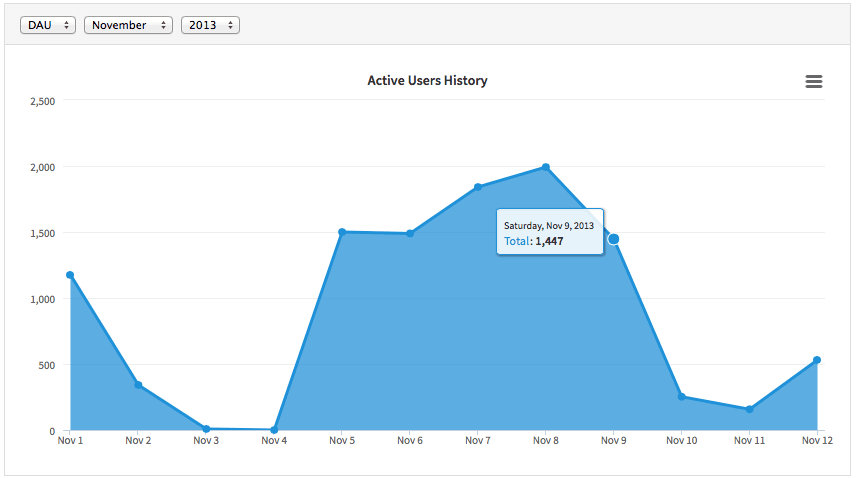 DAU November 2013
Active Users History
2,500
2,000
1,500
1,000
500
0
Saturday, Nov 9, 2013
Total: 1,447
Nov 1 Nov 2 Nov 3 Nov 4 Nov 5 Nov 6 Nov 7 Nov 8 Nov 9 Nov 10 Nov 11 Nov 12